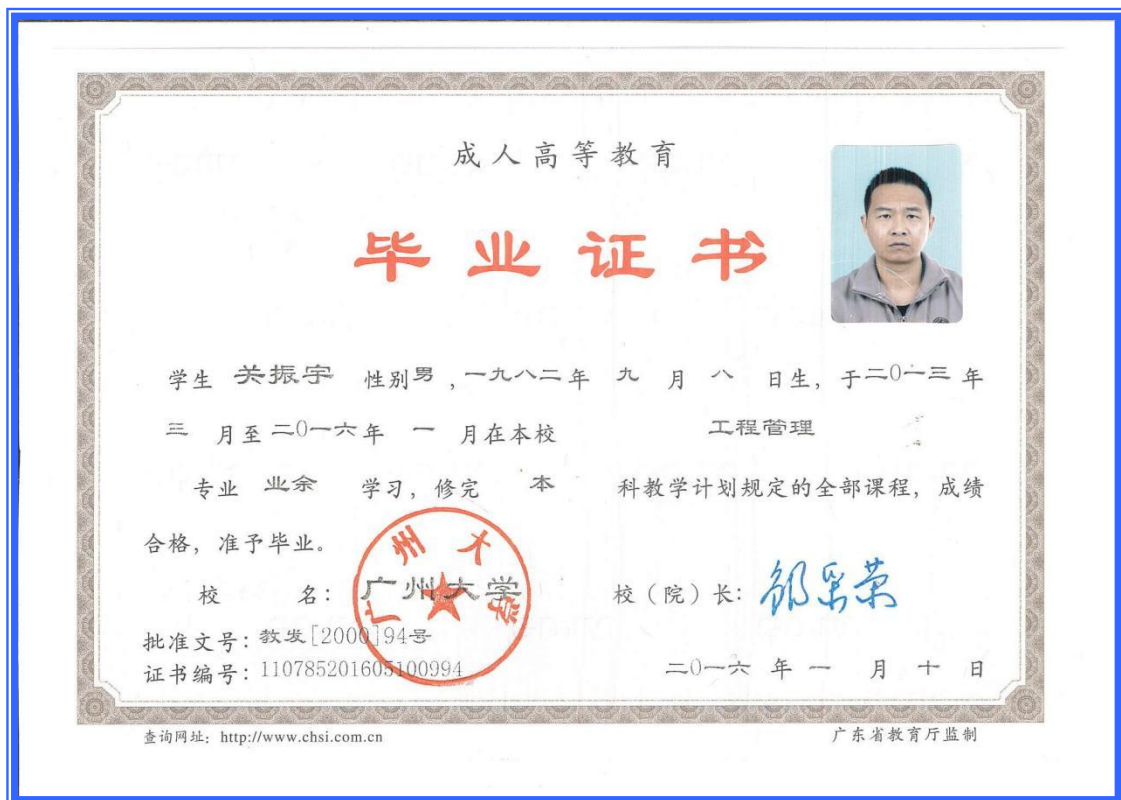 成人高等教育
毕业证书
学生 关振宇 性别 男 , 一九八二年 九 月 八 日生, 于二0一三 年
三 月至 二0一六年 一 月在本校 工程管理
专业 业余 学习, 修完 本 科教学计划规定的全部课程, 成绩
合格, 准予毕业。
校 名: 广州大学 校(院)长:
广州大学
批准文号: 教发[2000]94号
证书编号: 110785201605100994 二0一六 年 一 月 十 日
查询网址: http://www.chsi.com.cn 广东省教育厅监制